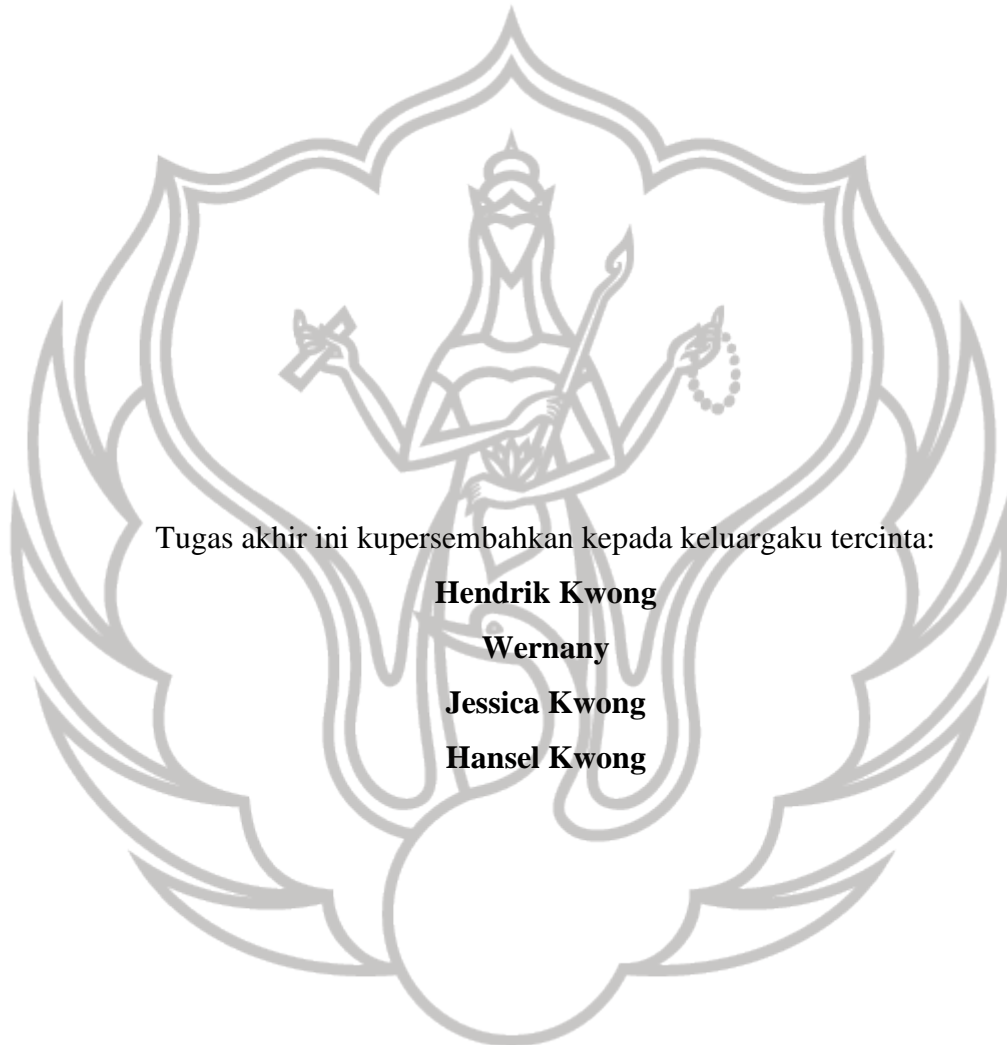 Tugas akhir ini kupersembahkan kepada keluargaku tercinta:
Hendrik Kwong
Wernany
Jessica Kwong
Hansel Kwong